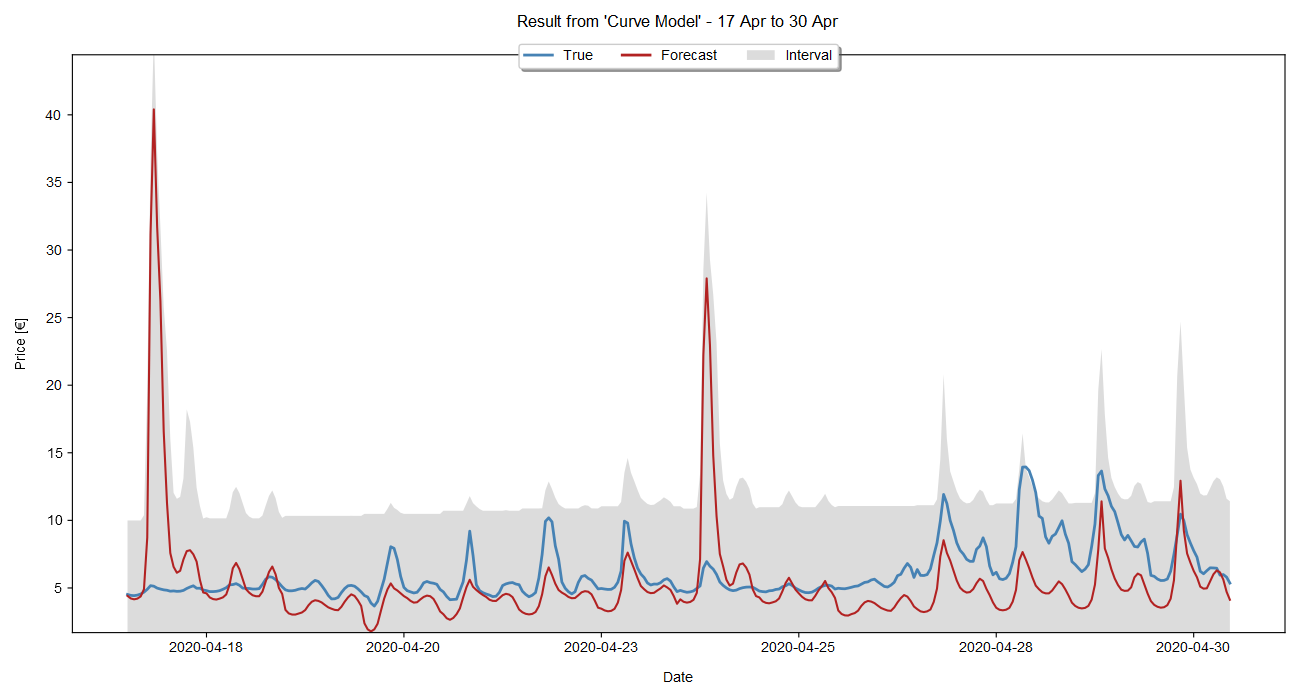 Result from 'Curve Model' - 17 Apr to 30 Apr
True Forecast Interval
Price [€]
40
35
30
25
20
15
10
5
2020-04-18 2020-04-20 2020-04-23 2020-04-25 2020-04-28 2020-04-30
Date